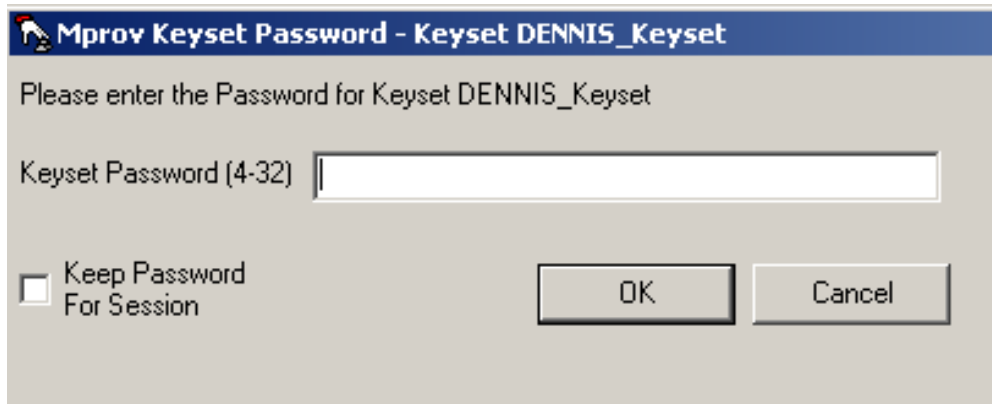 Mprov Keyset Password - Keyset DENNIS_Keyset
Please enter the Password for Keyset DENNIS_Keyset
Keyset Password (4-32)
Keep Password
For Session
OK
Cancel